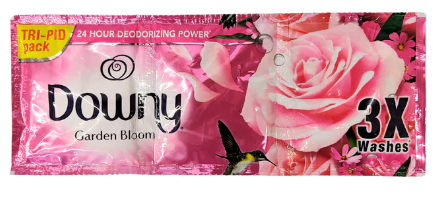 TRI-PID
pack
24 HOUR DEODORIZING POWER*
Downy
Garden Bloom
3X
Washes